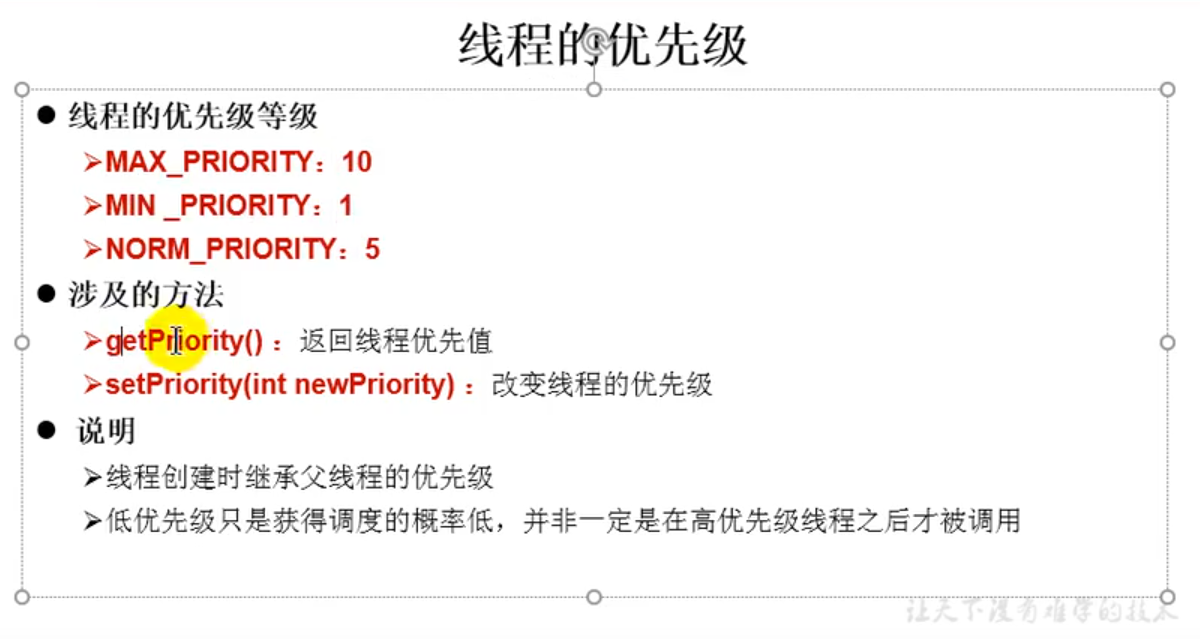 线程的优先级
● 线程的优先级等级
➢MAX_PRIORITY：10
➢MIN _PRIORITY：1
➢NORM_PRIORITY：5
● 涉及的方法
➢getPriority() ：返回线程优先值
➢setPriority(int newPriority) ：改变线程的优先级
● 说明
➢线程创建时继承父线程的优先级
➢低优先级只是获得调度的概率低，并非一定是在高优先级线程之后才被调用
让天下没有难学的技术